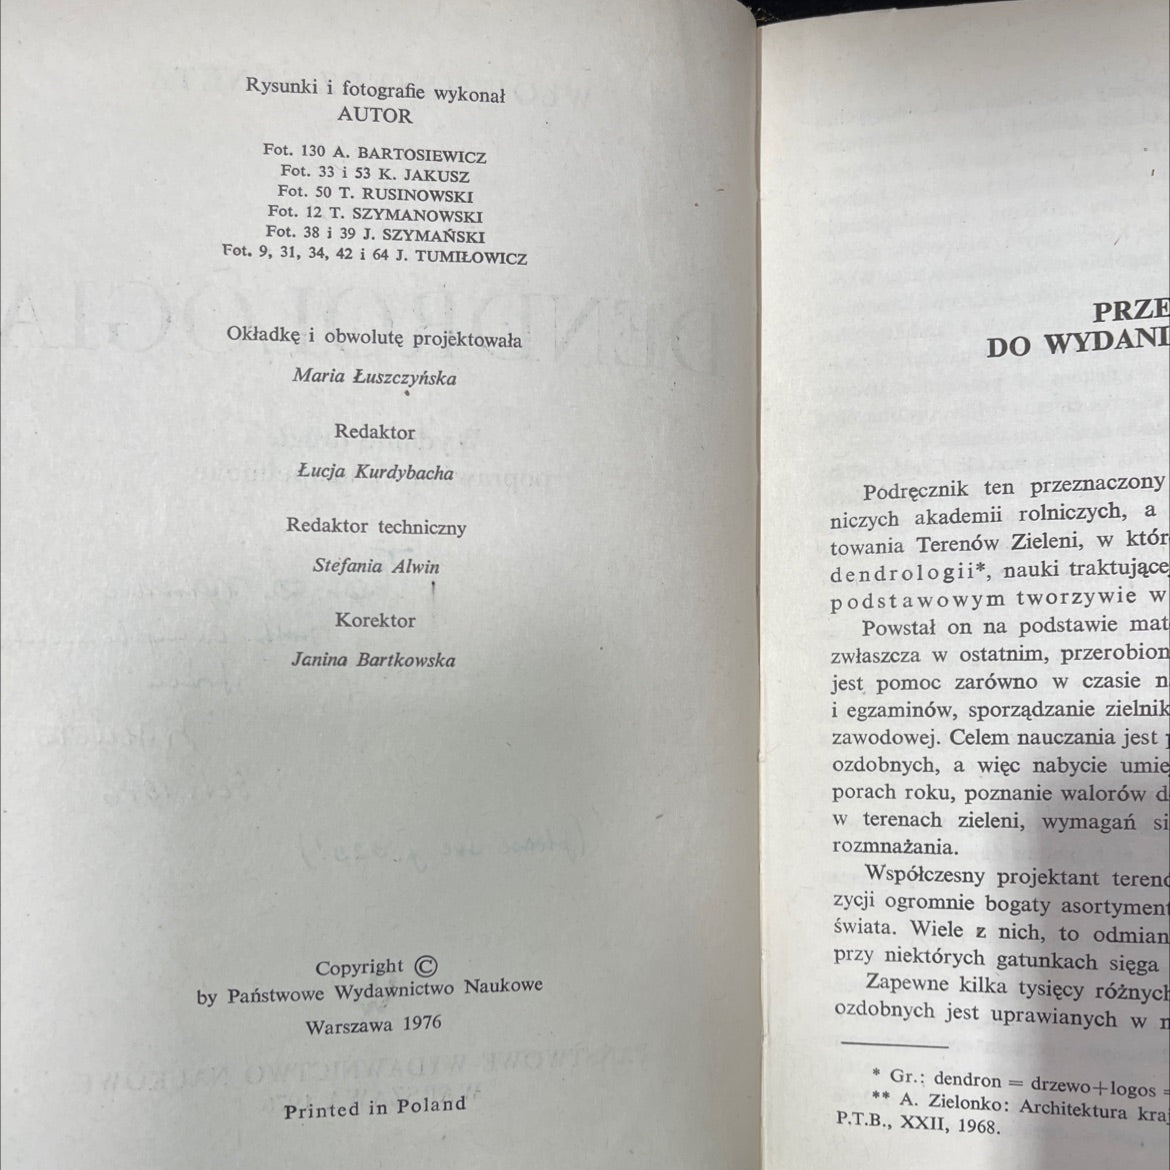 Rysunki i fotografie wykonał
AUTOR
Fot. 130 A. BARTOSIEWICZ
Fot. 33 i 53 K. JAKUSZ
Fot. 50 T. RUSINOWSKI
Fot. 12 T. SZYMANOWSKI
Fot. 38 i 39 J. SZYMAŃSKI
Fot. 9, 31, 34, 42 i 64 J. TUMIŁOWICZ
Okładkę i obwolutę projektowała
Maria Łuszczyńska
Redaktor
Łucja Kurdybacha
Redaktor techniczny
Stefania Alwin
Korektor
Janina Bartkowska
Copyright ©
by Państwowe Wydawnictwo Naukowe
Warszawa 1976
Printed in Poland
PRZE
DO WYDANI
Podręcznik ten przeznaczony
niczych akademii rolniczych, a
towania Terenów Zieleni, w któr
dendrologii*, nauki traktujące
podstawowym tworzywie w
Powstał on na podstawie mat
zwłaszcza w ostatnim, przerobion
jest pomoc zarówno w czasie n
i egzaminów, sporządzanie zielnik
zawodowej. Celem nauczania jest p
ozdobnych, a więc nabycie umie
porach roku, poznanie walorów d
w terenach zieleni, wymagań si
rozmnażania.
Współczesny projektant teren
zycji ogromnie bogaty asortyment
świata. Wiele z nich, to odmian
przy niektórych gatunkach sięga
Zapewne kilka tysięcy różnych
ozdobnych jest uprawianych w n
* Gr.: dendron = drzewo+logos =
** A. Zielonko: Architektura kra
P.T.B., XXII, 1968.